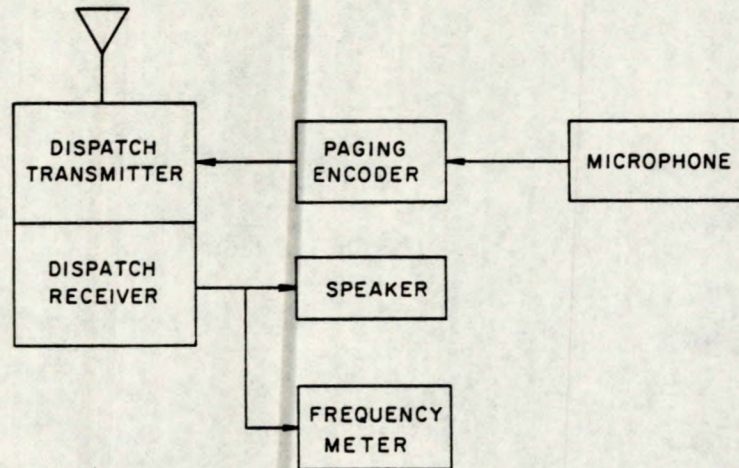 DISPATCH
TRANSMITTER
PAGING
ENCODER
MICROPHONE
DISPATCH
RECEIVER
SPEAKER
FREQUENCY
METER